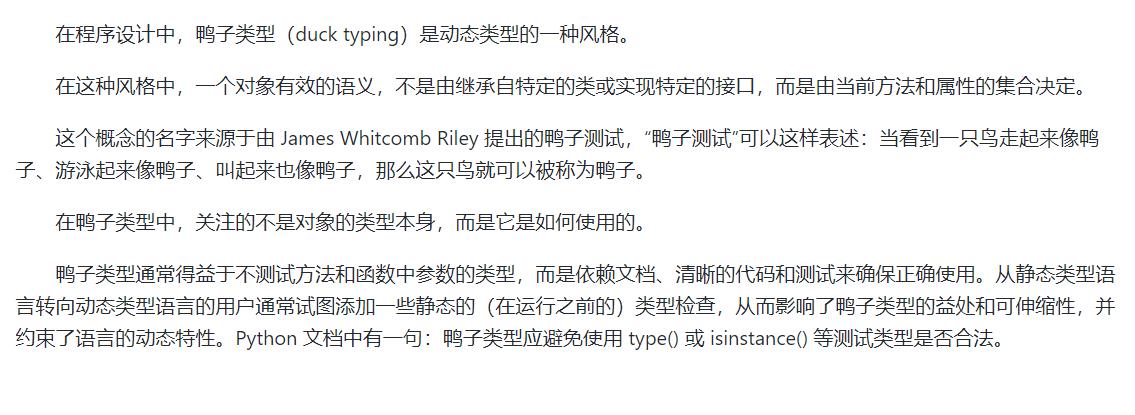 在程序设计中，鸭子类型（duck typing）是动态类型的一种风格。
在这种风格中，一个对象有效的语义，不是由继承自特定的类或实现特定的接口，而是由当前方法和属性的集合决定。
这个概念的名字来源于由 James Whitcomb Riley 提出的鸭子测试，“鸭子测试”可以这样表述：当看到一只鸟走起来像鸭
子、游泳起来像鸭子、叫起来也像鸭子，那么这只鸟就可以被称为鸭子。
在鸭子类型中，关注的不是对象的类型本身，而是它是如何使用的。
鸭子类型通常得益于不测试方法和函数中参数的类型，而是依赖文档、清晰的代码和测试来确保正确使用。从静态类型语
言转向动态类型语言的用户通常试图添加一些静态的（在运行之前的）类型检查，从而影响了鸭子类型的益处和可伸缩性，并
约束了语言的动态特性。Python 文档中有一句：鸭子类型应避免使用 type() 或 isinstance() 等测试类型是否合法。